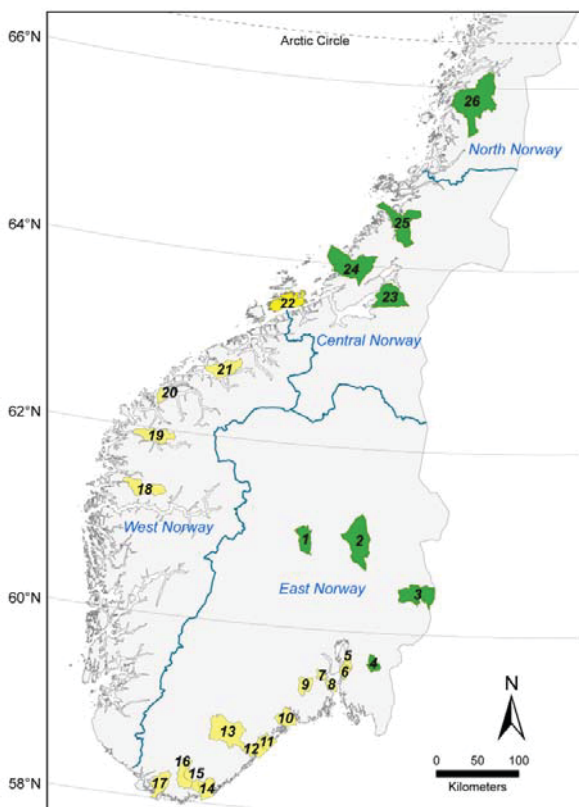 66°N
Arctic Circle
26
North Norway
64°N
25
24
23
22
Central Norway
21
62°N
20
19
18
West Norway
1
2
East Norway
3
60°N
5
4
6
7
8
9
10
N
13
11
12
16
15
17
14
58°N
0 50 100
Kilometers